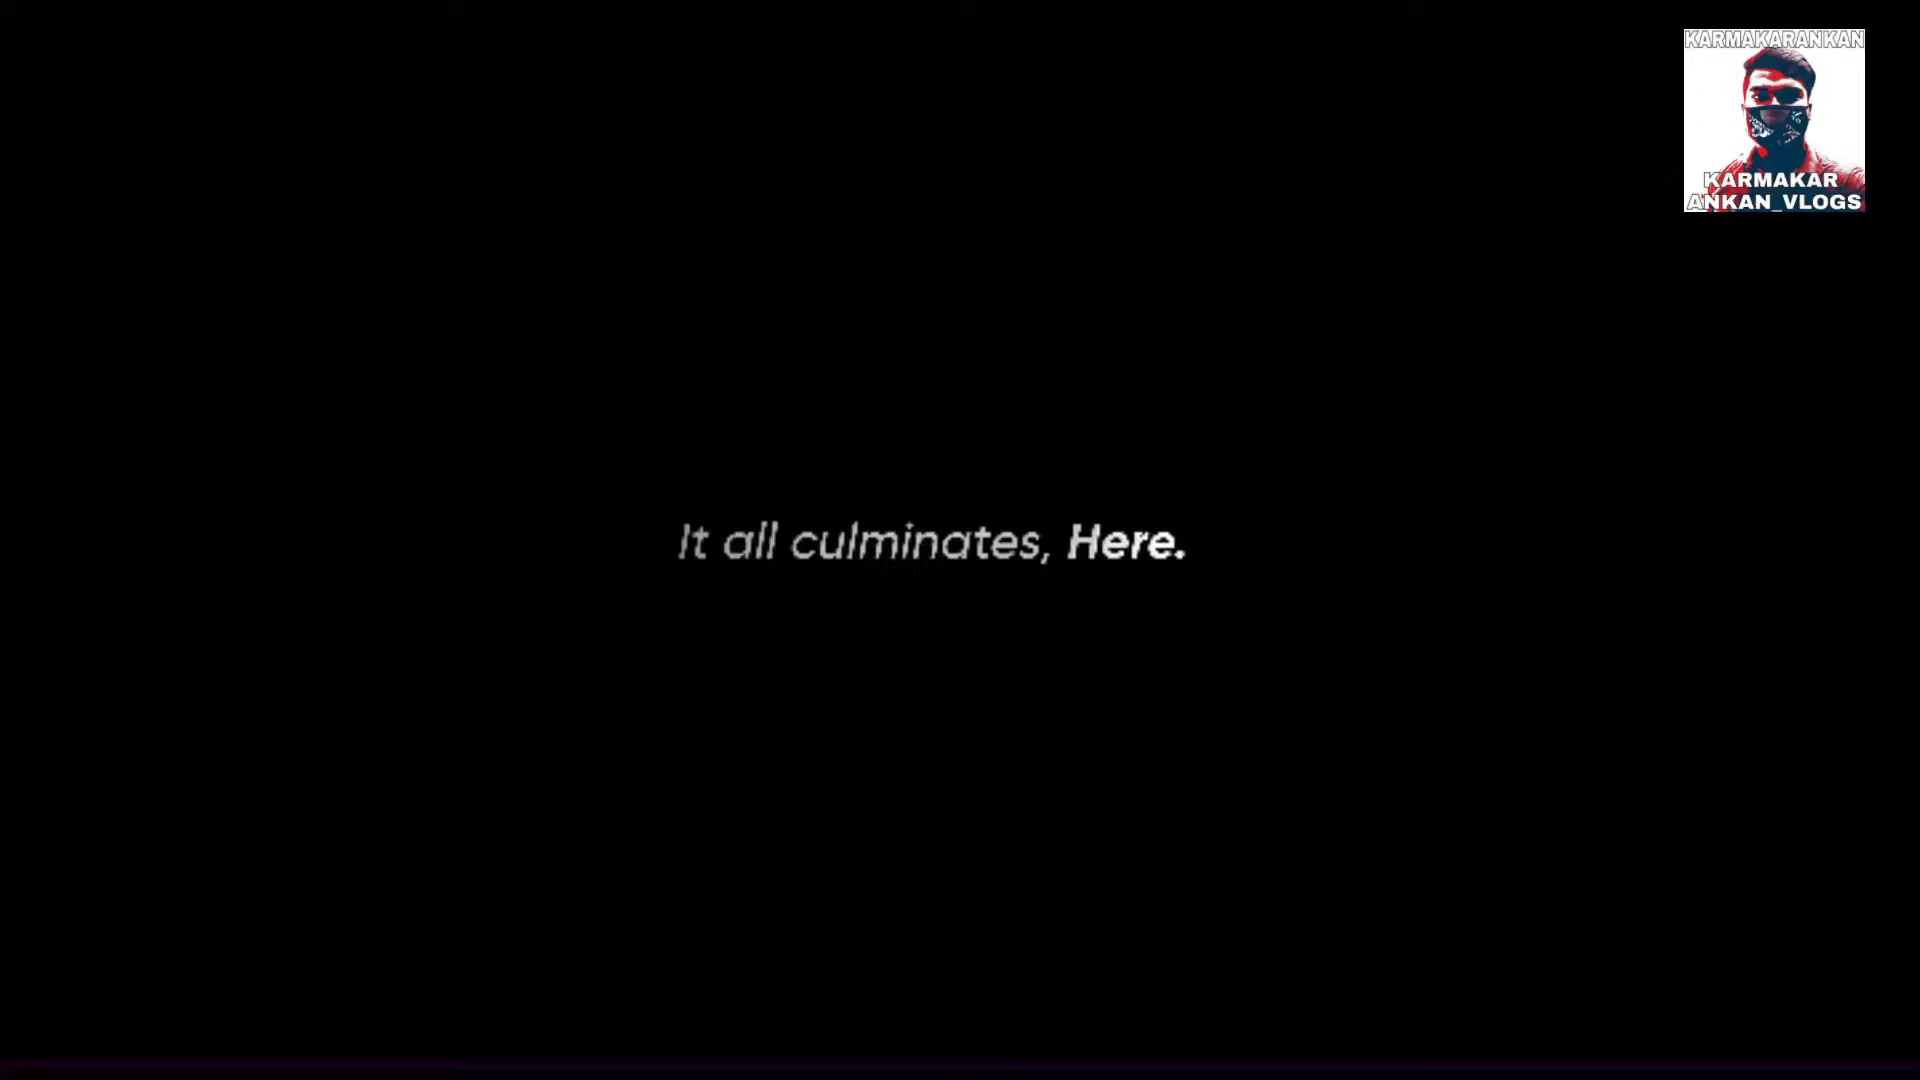 KARMAKARANKAN
KARMAKAR
ANKAN_VLOGS
It all culminates, Here.